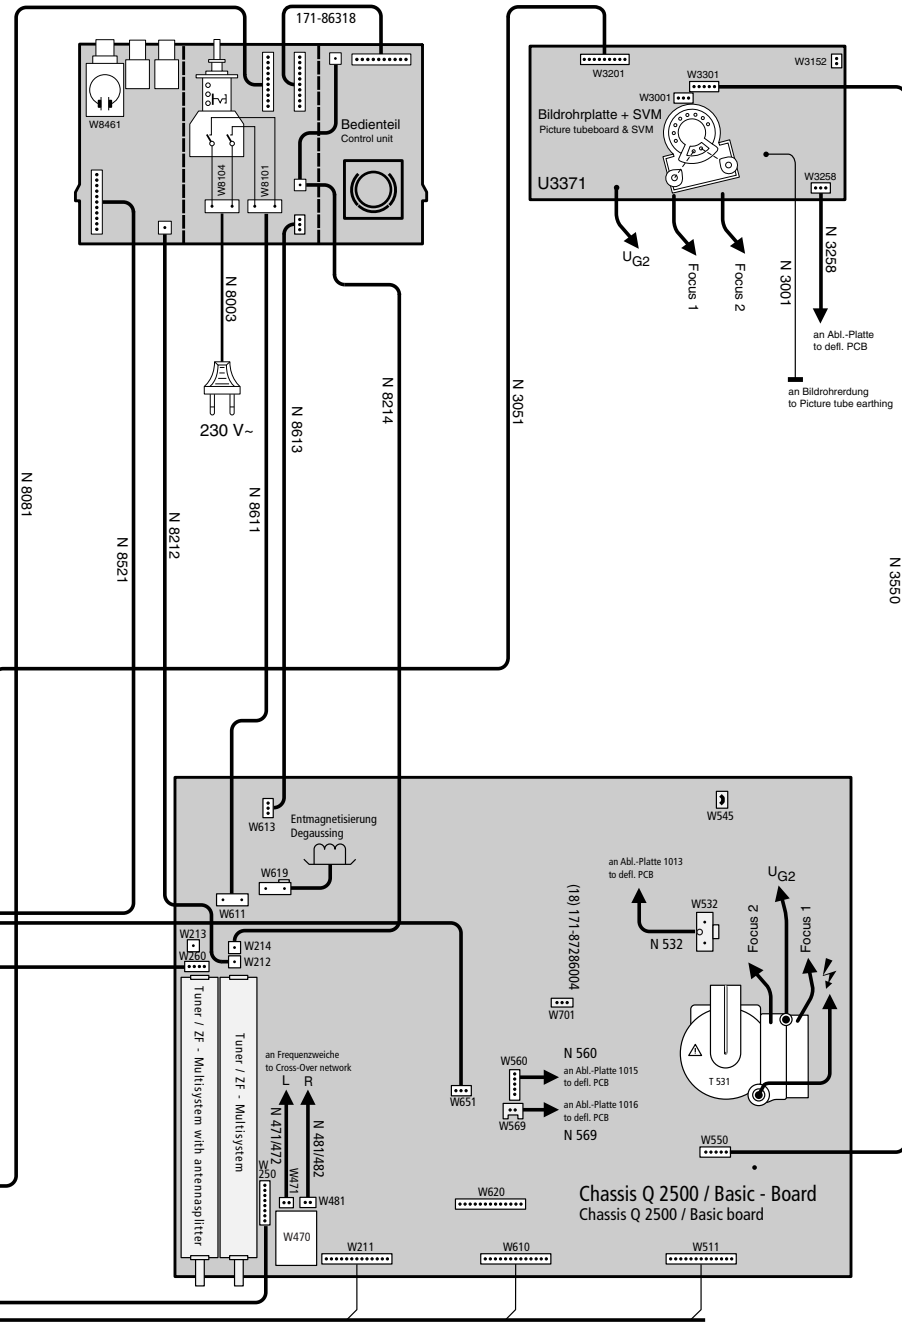 171-86318
W8461
W8104
W8101
Bedienteil
Control unit
W3201
W3152
W3301
W3001
Bildrohrplatte + SVM
Picture tubeboard & SVM
U3371
W3258
UG2
Focus 1
Focus 2
N 3001
N 3258
an Abl.-Platte
to defl. PCB
an Bildrohrerdung
to Picture tube earthing
N 8003
230 V~
N 8613
N 8214
N 3051
N 8081
N 8521
N 8212
N 8611
N 3550
W613
Entmagnetisierung
Degaussing
W619
W611
W545
an Abl.-Platte 1013
to defl. PCB
W532
N 532
UG2
Focus 2
Focus 1
(18) 171-87286004
W213
W214
W260
W212
W701
Tuner / ZF - Multisystem with antennasplitter
Tuner / ZF - Multisystem
an Frequenzweiche
to Cross-Over network
L R
N 471/472
N 481/482
W651
W560
N 560
an Abl.-Platte 1015
to defl. PCB
W569
an Abl.-Platte 1016
to defl. PCB
N 569
T 531
W550
W
250
W471
W481
W470
W620
Chassis Q 2500 / Basic - Board
Chassis Q 2500 / Basic board
W211
W610
W511